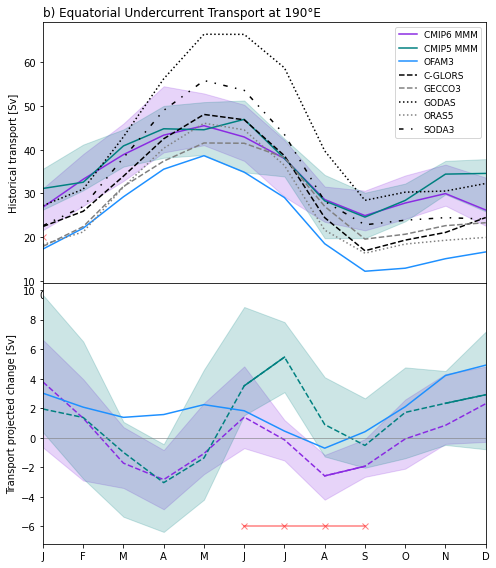 b) Equatorial Undercurrent Transport at 190°E
Historical transport [Sv]
60
50
40
30
20
10
CMIP6 MMM
CMIP5 MMM
OFAM3
C-GLORS
GECCO3
GODAS
ORAS5
SODA3
Transport projected change [Sv]
10
8
6
4
2
0
−2
−4
−6
J F M A M J J A S O N D